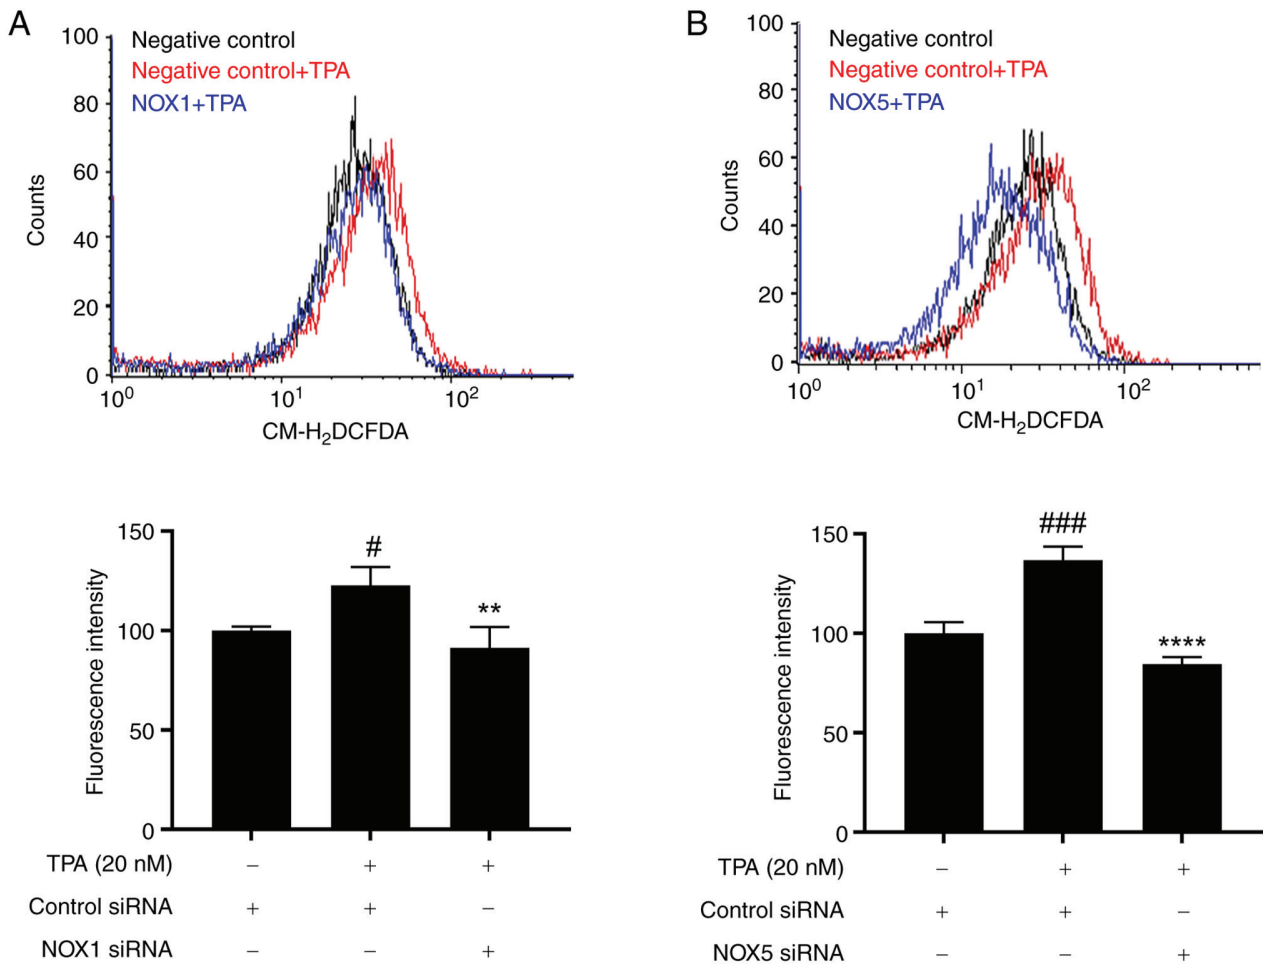 A
Counts
100
80
60
40
20
0
Negative control
Negative control+TPA
NOX1+TPA
10⁰ 10¹ 10²
CM-H₂DCFDA
B
Counts
100
80
60
40
20
0
Negative control
Negative control+TPA
NOX5+TPA
10⁰ 10¹ 10²
CM-H₂DCFDA
Fluorescence intensity
150
100
50
0
#
**
TPA (20 nM) − + +
Control siRNA + + −
NOX1 siRNA − − +
Fluorescence intensity
150
100
50
0
###
****
TPA (20 nM) − + +
Control siRNA + + −
NOX5 siRNA − − +